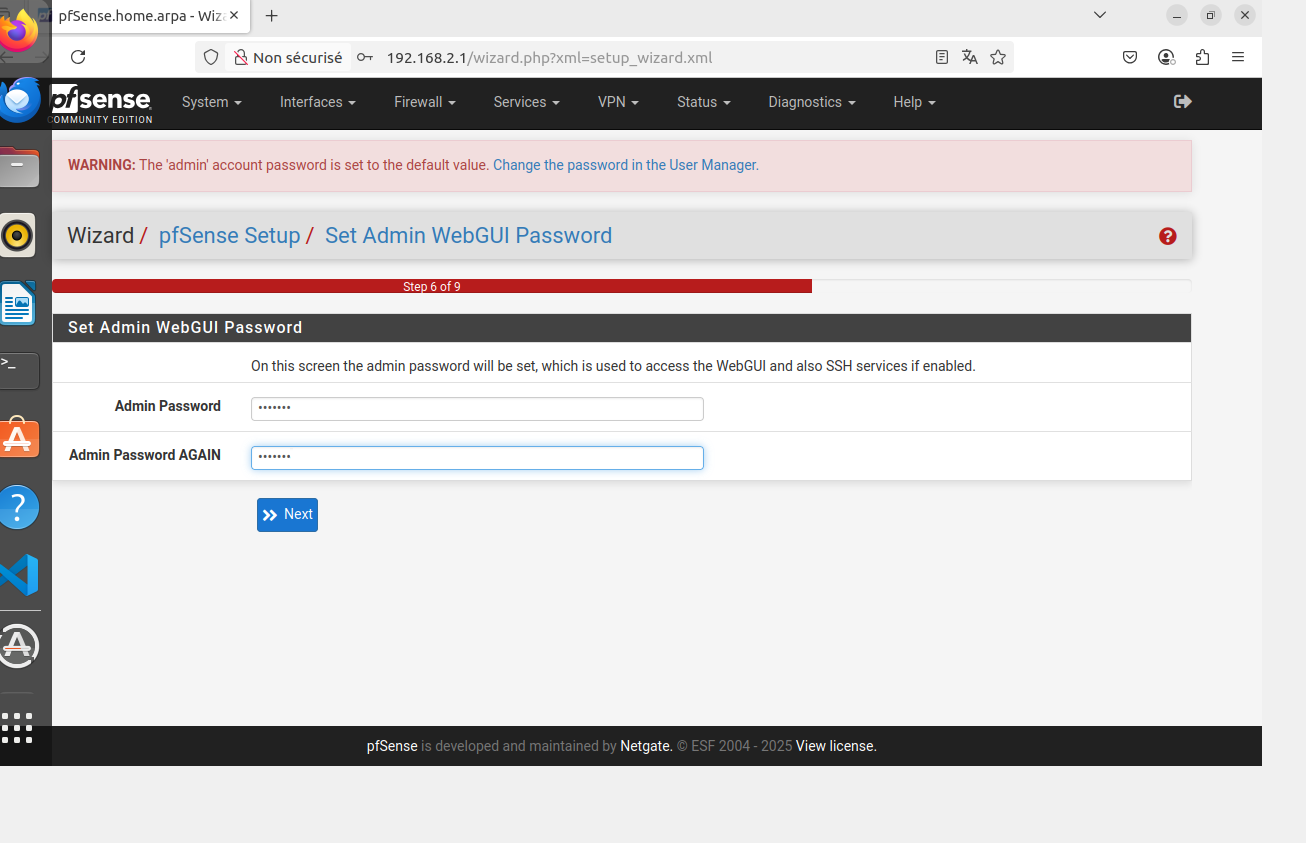 pfSense.home.arpa - Wiz
Non sécurisé
192.168.2.1/wizard.php?xml=setup_wizard.xml
pfsense
COMMUNITY EDITION
System
Interfaces
Firewall
Services
VPN
Status
Diagnostics
Help
WARNING: The 'admin' account password is set to the default value. Change the password in the User Manager.
Wizard / pfSense Setup / Set Admin WebGUI Password
Step 6 of 9
Set Admin WebGUI Password
On this screen the admin password will be set, which is used to access the WebGUI and also SSH services if enabled.
Admin Password
•••••••
Admin Password AGAIN
•••••••
Next
pfSense is developed and maintained by Netgate. © ESF 2004 - 2025 View license.